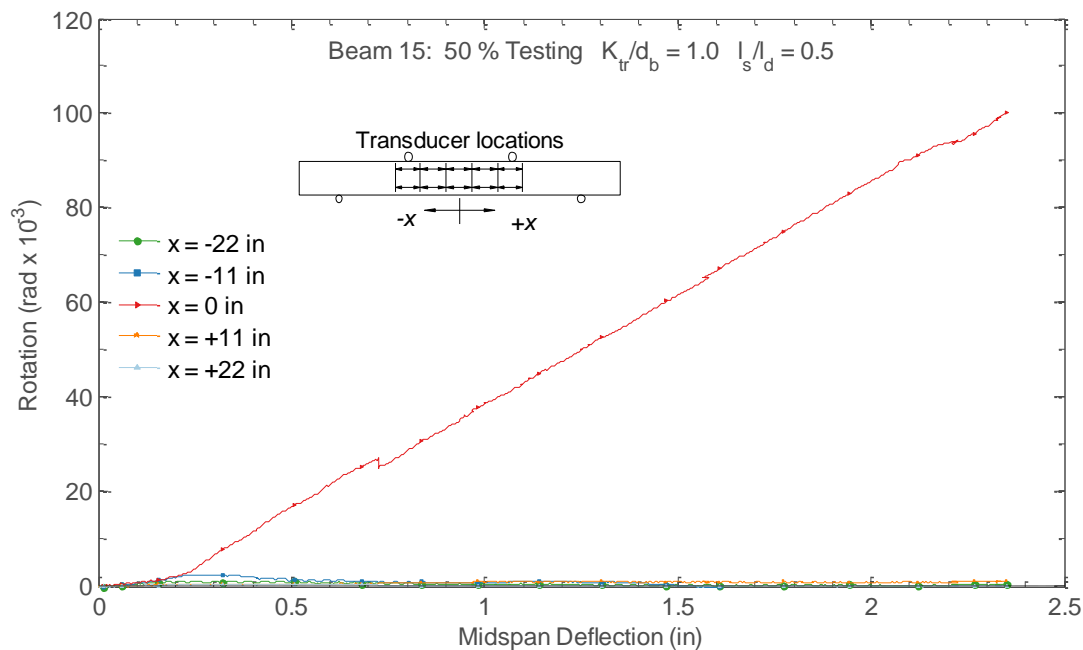 Beam 15: 50 % Testing K_tr/d_b = 1.0 l_s/l_d = 0.5
Transducer locations
-x +x
x = -22 in
x = -11 in
x = 0 in
x = +11 in
x = +22 in
120
100
80
60
40
20
0
Rotation (rad x 10^-3)
0 0.5 1 1.5 2 2.5
Midspan Deflection (in)